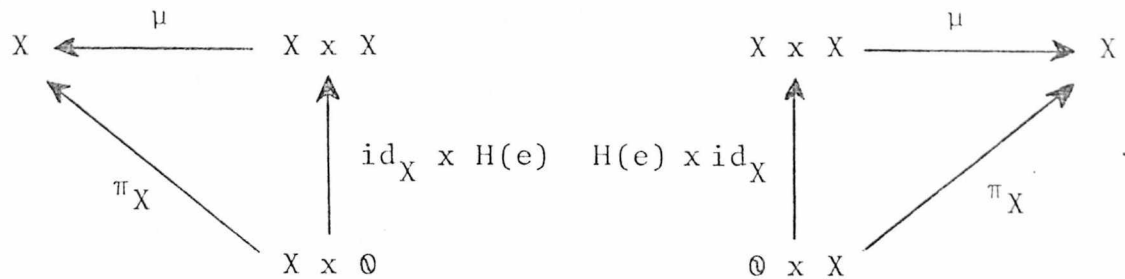 μ μ
X X x X X x X X
id_X x H(e) H(e) x id_X
π_X π_X
X x 0 0 x X